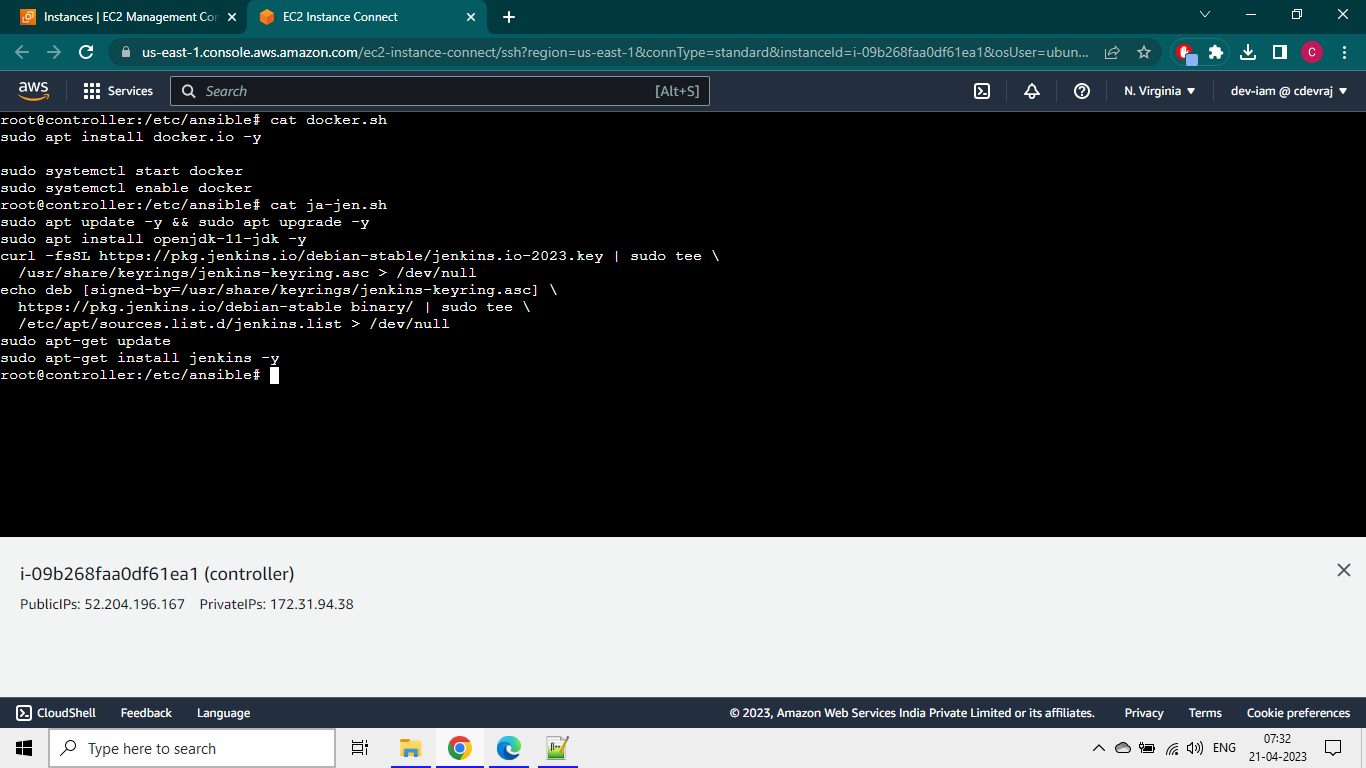 Instances | EC2 Management Con
EC2 Instance Connect
us-east-1.console.aws.amazon.com/ec2-instance-connect/ssh?region=us-east-1&connType=standard&instanceId=i-09b268faa0df61ea1&osUser=ubun...
C
aws
Services
Search
[Alt+S]
N. Virginia
dev-iam @ cdevraj
root@controller:/etc/ansible# cat docker.sh
sudo apt install docker.io -y
sudo systemctl start docker
sudo systemctl enable docker
root@controller:/etc/ansible# cat ja-jen.sh
sudo apt update -y && sudo apt upgrade -y
sudo apt install openjdk-11-jdk -y
curl -fsSL https://pkg.jenkins.io/debian-stable/jenkins.io-2023.key | sudo tee \
  /usr/share/keyrings/jenkins-keyring.asc > /dev/null
echo deb [signed-by=/usr/share/keyrings/jenkins-keyring.asc] \
  https://pkg.jenkins.io/debian-stable binary/ | sudo tee \
  /etc/apt/sources.list.d/jenkins.list > /dev/null
sudo apt-get update
sudo apt-get install jenkins -y
root@controller:/etc/ansible#
i-09b268faa0df61ea1 (controller)
PublicIPs: 52.204.196.167 PrivateIPs: 172.31.94.38
CloudShell
Feedback
Language
© 2023, Amazon Web Services India Private Limited or its affiliates.
Privacy
Terms
Cookie preferences
Type here to search
ENG
07:32
21-04-2023